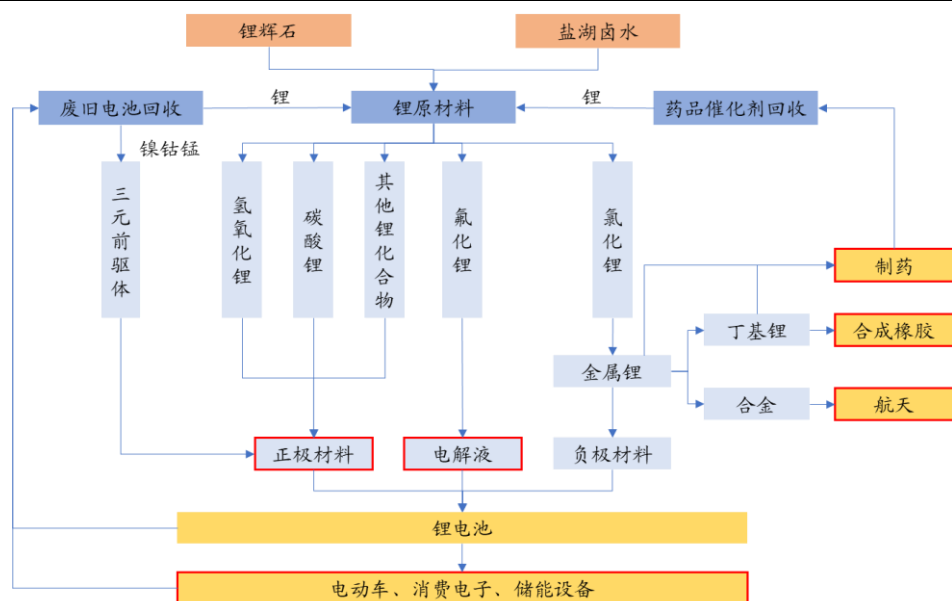 锂辉石
盐湖卤水
废旧电池回收
锂
锂原材料
锂
药品催化剂回收
镍钴锰
三元前驱体
氢氧化锂
碳酸锂
其他锂化合物
氟化锂
氯化锂
制药
丁基锂
合成橡胶
金属锂
合金
航天
正极材料
电解液
负极材料
锂电池
电动车、消费电子、储能设备